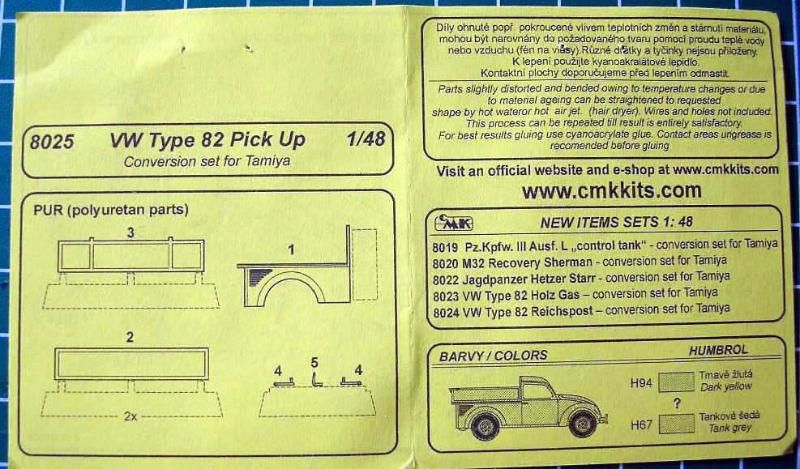 8025 VW Type 82 Pick Up 1/48
Conversion set for Tamiya
PUR (polyuretan parts)
3
1
2
4 5 4
2x
Díly ohnuté popř. pokroucené vlivem teplotních změn a stárnutí materiálu,
mohou být narovnány do požadovaného tvaru pomocí proudu teplé vody
nebo vzduchu (fén na vlasy).Různé drátky a tyčinky nejsou přiloženy.
K lepení použijte kyanoakralátové lepidlo.
Kontaktní plochy doporučujeme před lepením odmastit.
Parts slightly distorted and bended owing to temperature changes or due
to material ageing can be straightened to requested
shape by hot wateror hot air jet. (hair dryer). Wires and holes not included.
This process can be repeated till result is entirely satisfactory.
For best results gluing use cyanoacrylate glue. Contact areas ungrease is
recomended before gluing
Visit an official website and e-shop at www.cmkkits.com
www.cmkkits.com
CMK NEW ITEMS SETS 1: 48
8019 Pz.Kpfw. III Ausf. L „control tank“ - conversion set for Tamiya
8020 M32 Recovery Sherman - conversion set for Tamiya
8022 Jagdpanzer Hetzer Starr - conversion set for Tamiya
8023 VW Type 82 Holz Gas – conversion set for Tamiya
8024 VW Type 82 Reichspost – conversion set for Tamiya
BARVY / COLORS HUMBROL
H94 Tmavě žlutá
Dark yellow
?
H67 Tankově šedá
Tank grey